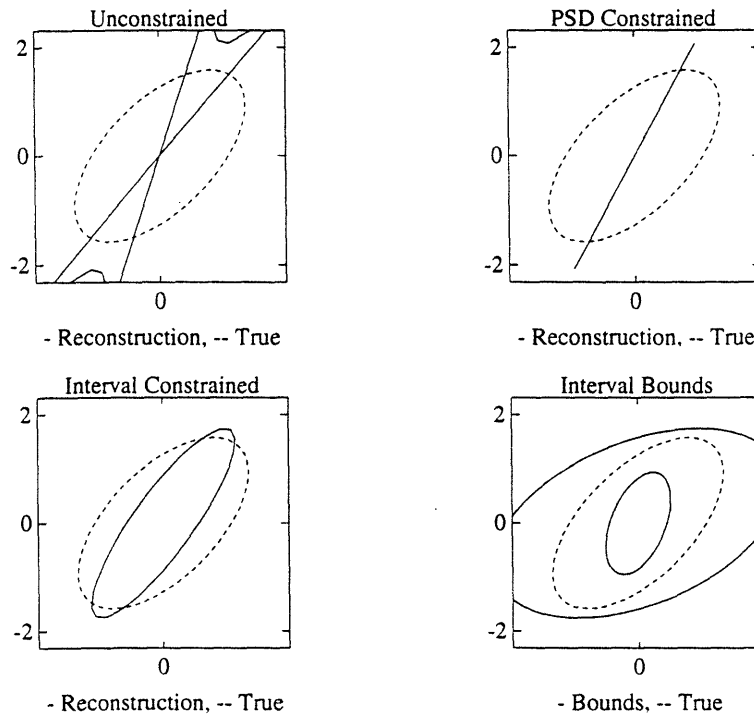 Unconstrained
2
0
-2
0
- Reconstruction, -- True
PSD Constrained
2
0
-2
0
- Reconstruction, -- True
Interval Constrained
2
0
-2
0
- Reconstruction, -- True
Interval Bounds
2
0
-2
0
- Bounds, -- True